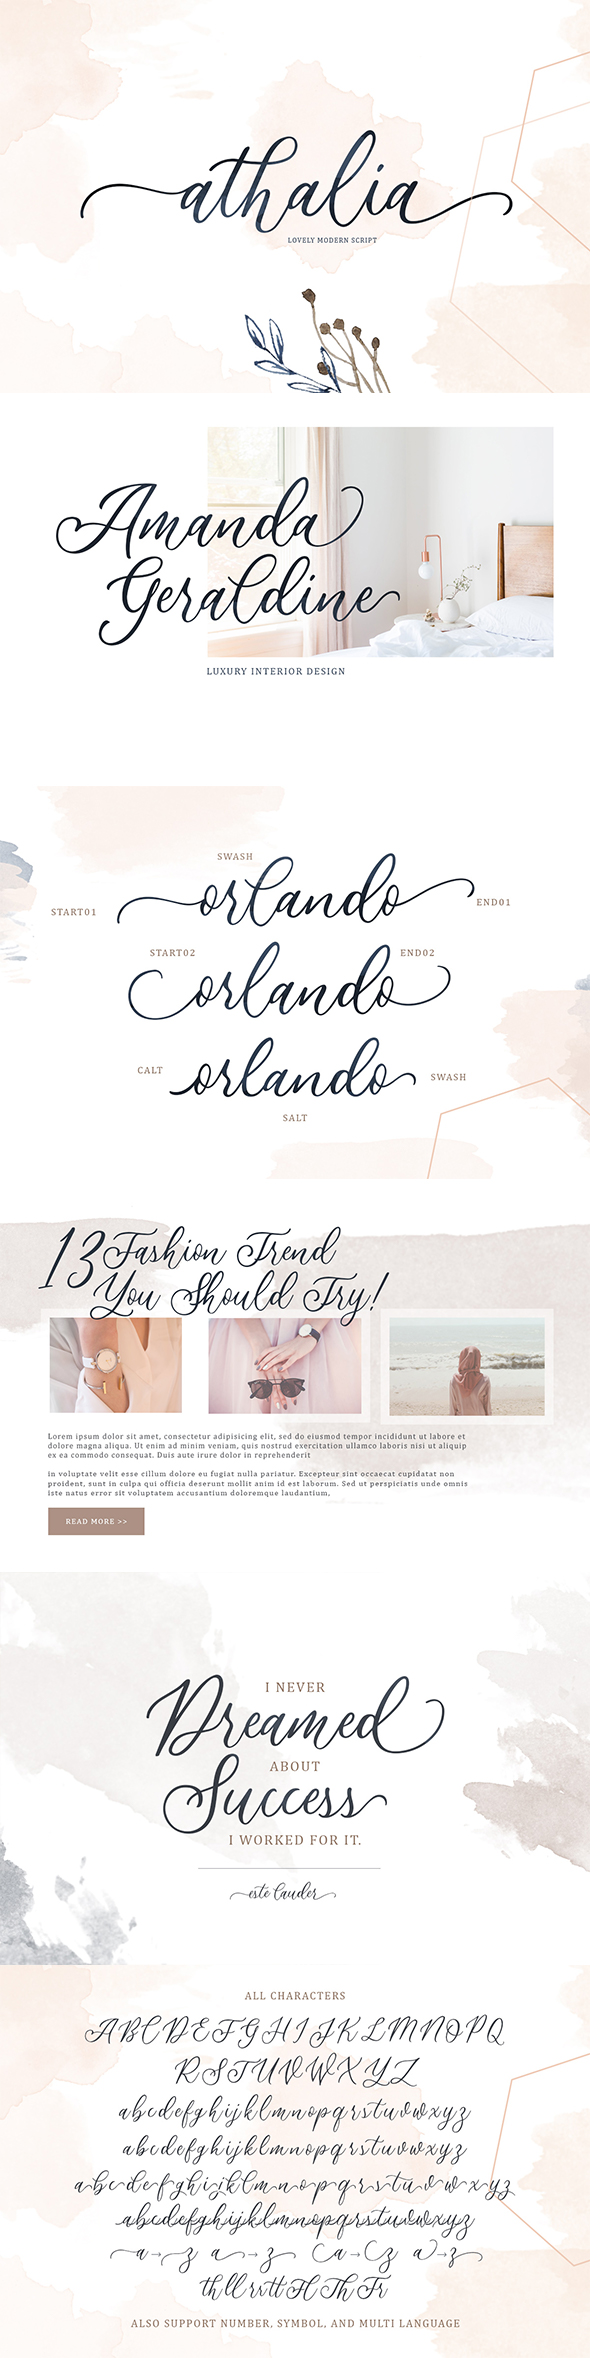 athalia
LOVELY MODERN SCRIPT
Amanda
Geraldine
LUXURY INTERIOR DESIGN
SWASH
START01 orlando END01
START02 END02
orlando
CALT orlando SWASH
SALT
13 Fashion Trend
You Should Try!
Lorem ipsum dolor sit amet, consectetur adipisicing elit, sed do eiusmod tempor incididunt ut labore et
dolore magna aliqua. Ut enim ad minim veniam, quis nostrud exercitation ullamco laboris nisi ut aliquip
ex ea commodo consequat. Duis aute irure dolor in reprehenderit
in voluptate velit esse cillum dolore eu fugiat nulla pariatur. Excepteur sint occaecat cupidatat non
proident, sunt in culpa qui officia deserunt mollit anim id est laborum. Sed ut perspiciatis unde omnis
iste natus error sit voluptatem accusantium doloremque laudantium,
READ MORE >>
I NEVER
Dreamed
ABOUT
Success
I WORKED FOR IT.
este lauder
ALL CHARACTERS
ABCDEFGHIJKLMNOPQ
RSTUVWXYZ
abcdefghijklmnopqrstuvwxyz
abcdefghijklmnopqrstuvwxyz
abcdefghijklmnopqrstuvwxyz
abcdefghijklmnopqrstuvwxyz
a→z a→z a→z a→z
th ll rr tt H Th Fr
ALSO SUPPORT NUMBER, SYMBOL, AND MULTI LANGUAGE